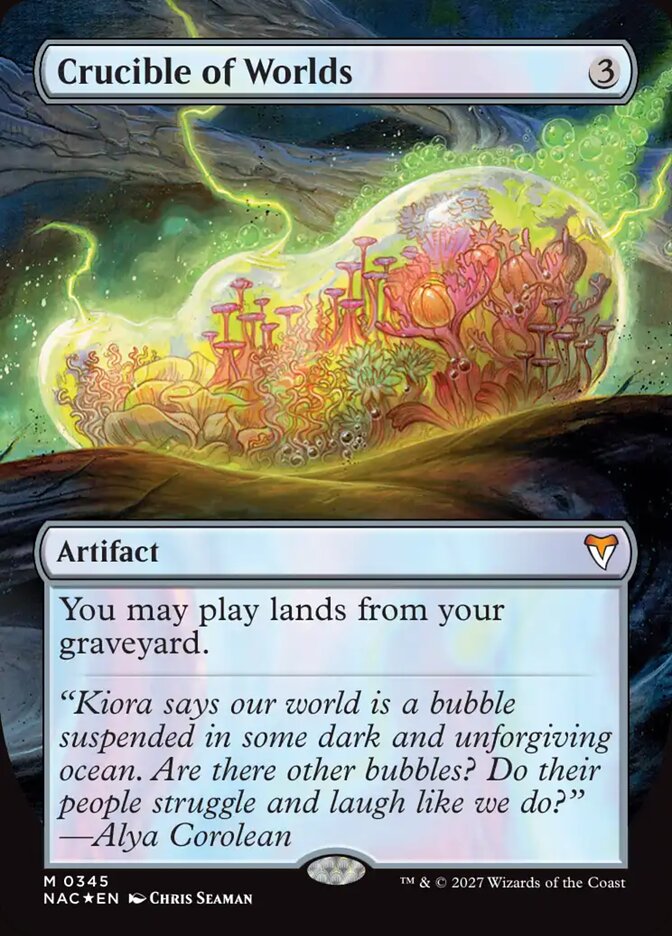 Crucible of Worlds
3
Artifact
You may play lands from your
graveyard.
“Kiora says our world is a bubble
suspended in some dark and unforgiving
ocean. Are there other bubbles? Do their
people struggle and laugh like we do?”
—Alya Corolean
M 0345
™ & © 2027 Wizards of the Coast
NAC★EN Chris Seaman